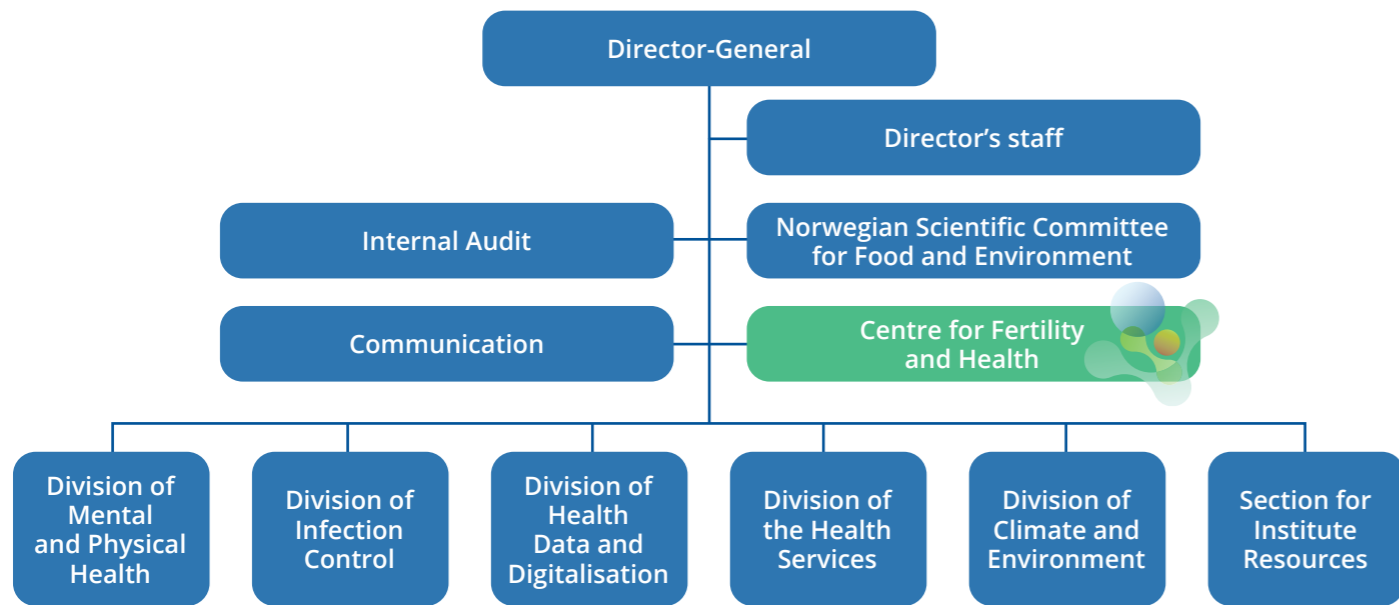 Director-General
Director’s staff
Internal Audit
Norwegian Scientific Committee
for Food and Environment
Communication
Centre for Fertility
and Health
Division of
Mental
and Physical
Health
Division of
Infection
Control
Division of
Health
Data and
Digitalisation
Division of
the Health
Services
Division of
Climate and
Environment
Section for
Institute
Resources